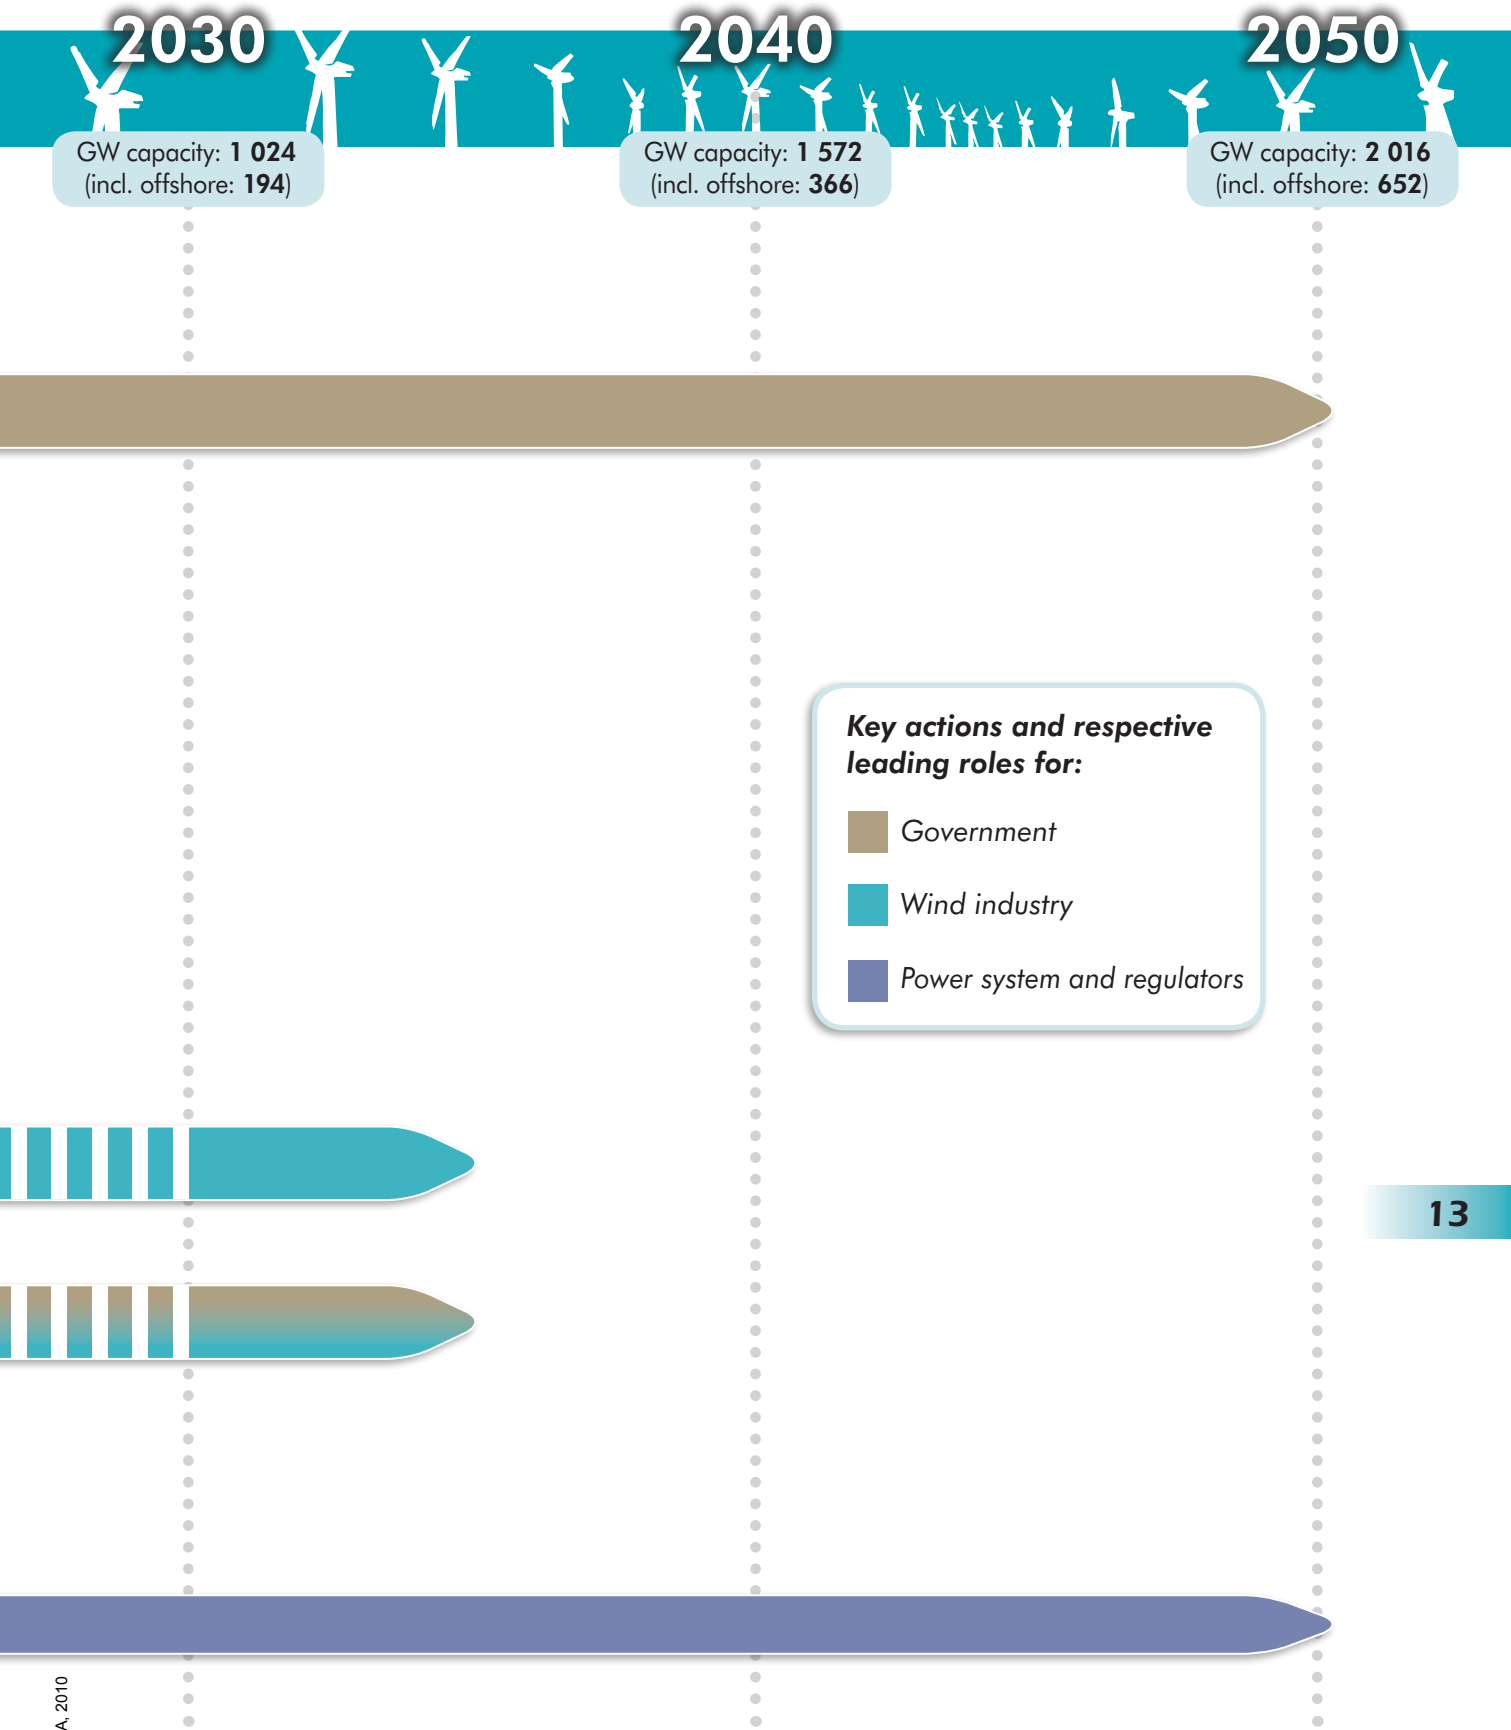 2030
2040
2050
GW capacity: 1 024
(incl. offshore: 194)
GW capacity: 1 572
(incl. offshore: 366)
GW capacity: 2 016
(incl. offshore: 652)
Key actions and respective
leading roles for:
Government
Wind industry
Power system and regulators
13
A, 2010